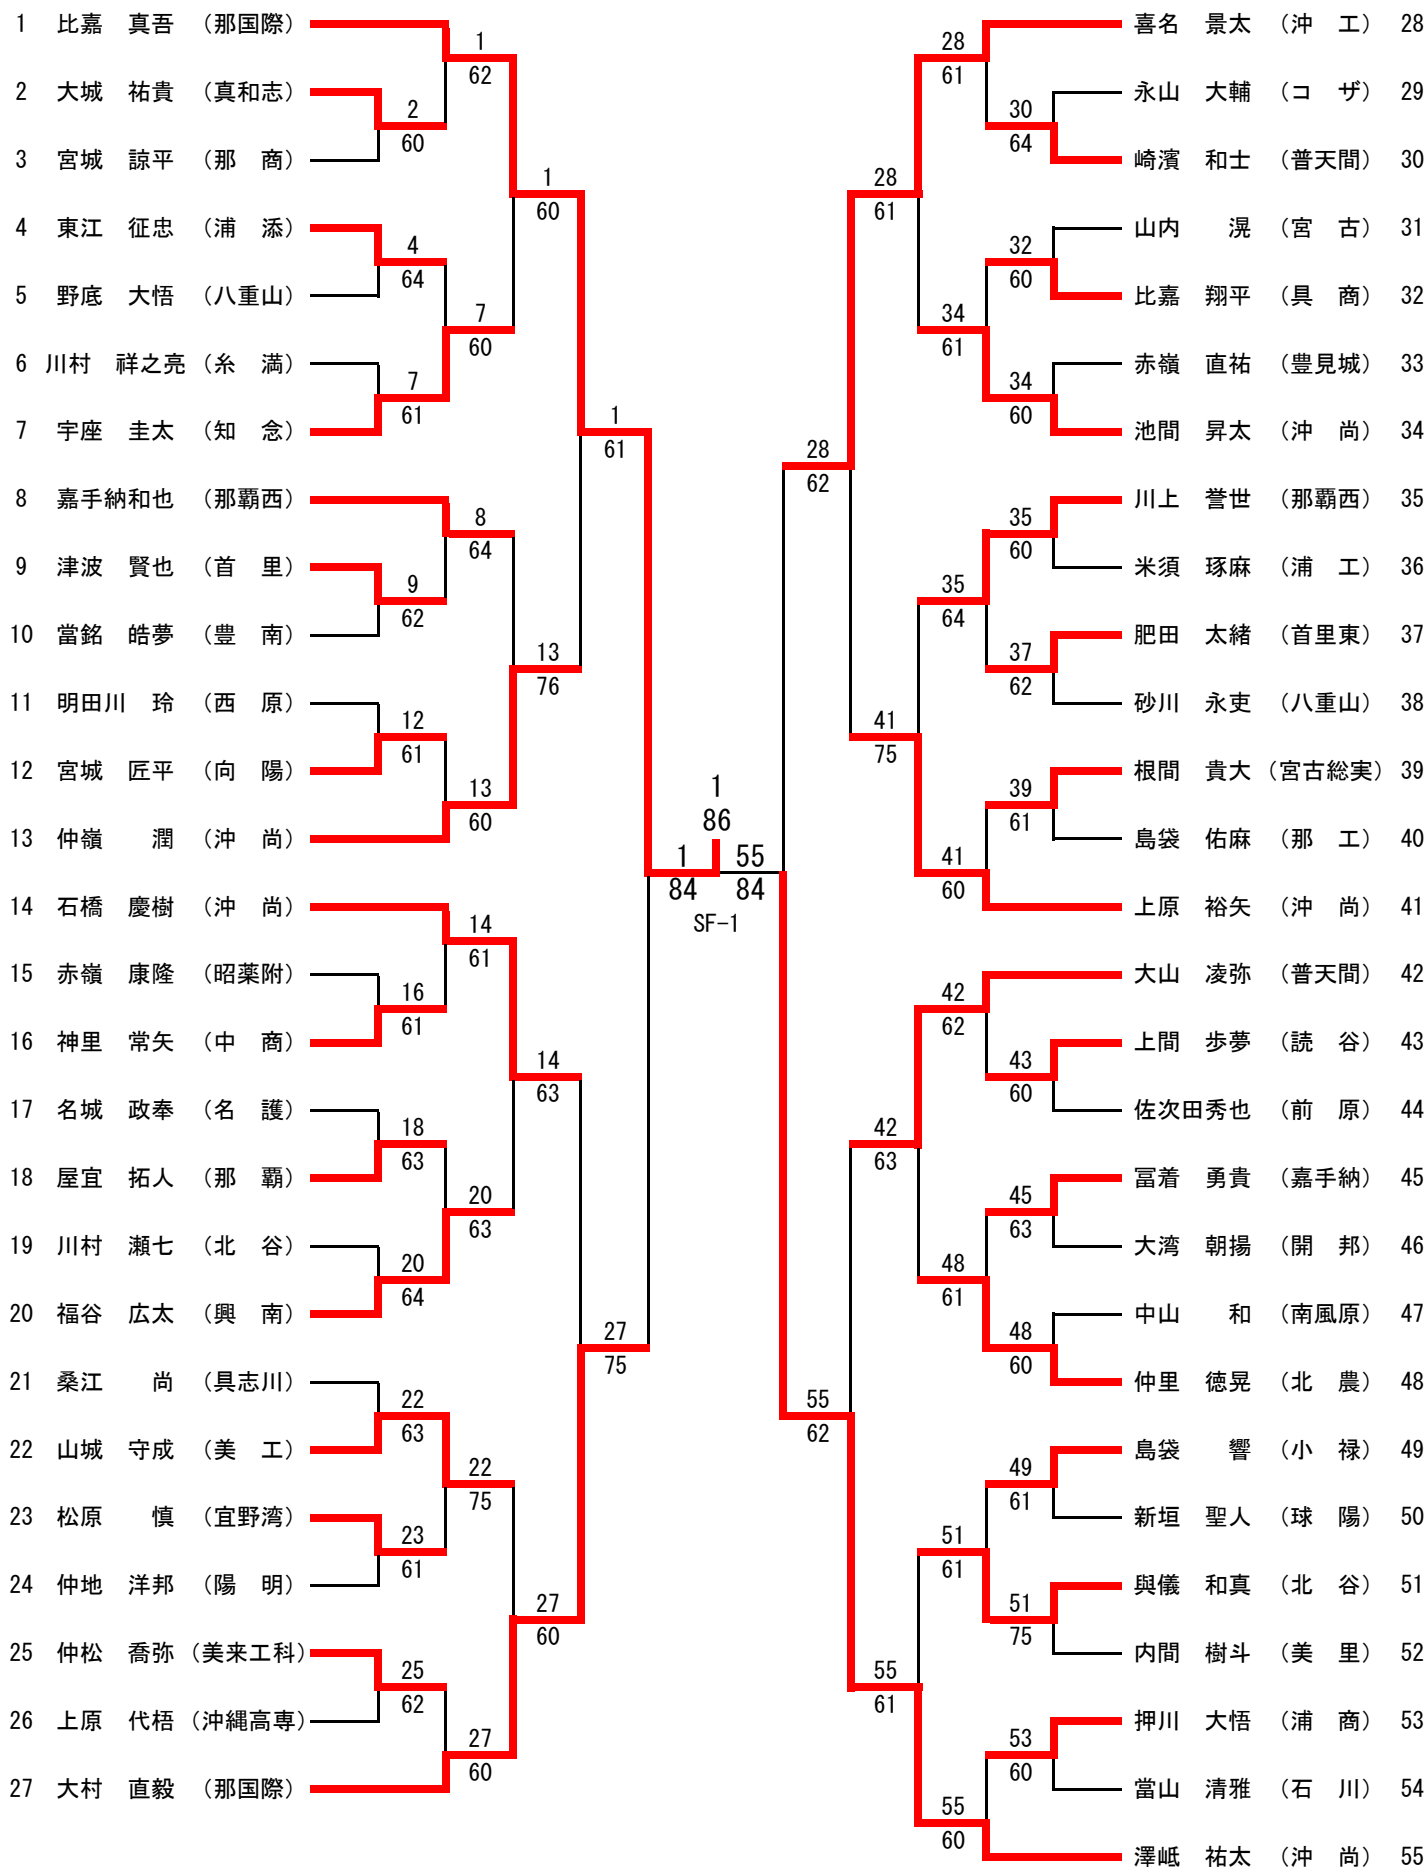 1 比嘉 真吾 （那国際）
2 大城 祐貴 （真和志）
3 宮城 諒平 （那 商）
4 東江 征忠 （浦 添）
5 野底 大悟 （八重山）
6 川村 祥之亮 （糸 満）
7 宇座 圭太 （知 念）
8 嘉手納和也 （那覇西）
9 津波 賢也 （首 里）
10 當銘 皓夢 （豊 南）
11 明田川 玲 （西 原）
12 宮城 匠平 （向 陽）
13 仲嶺 潤 （沖 尚）
14 石橋 慶樹 （沖 尚）
15 赤嶺 康隆 （昭薬附）
16 神里 常矢 （中 商）
17 名城 政奉 （名 護）
18 屋宜 拓人 （那 覇）
19 川村 瀬七 （北 谷）
20 福谷 広太 （興 南）
21 桑江 尚 （具志川）
22 山城 守成 （美 工）
23 松原 慎 （宜野湾）
24 仲地 洋邦 （陽 明）
25 仲松 喬弥 （美来工科）
26 上原 代梧 （沖縄高専）
27 大村 直毅 （那国際）
2
60
4
64
7
61
9
62
12
61
16
61
18
63
20
64
22
63
23
61
25
62
1
62
7
60
8
64
13
60
14
61
20
63
22
75
27
60
1
60
13
76
14
63
27
60
1
61
27
75
1
84
1
86
55
84
SF-1
28
62
55
62
28
61
41
75
42
63
55
61
28
61
34
61
35
64
41
60
42
62
48
61
51
61
55
60
30
64
32
60
34
60
35
60
37
62
39
61
43
60
45
63
48
60
49
61
51
75
53
60
喜名 景太 （沖 工） 28
永山 大輔 （コ ザ） 29
崎濱 和士 （普天間） 30
山内 滉 （宮 古） 31
比嘉 翔平 （具 商） 32
赤嶺 直祐 （豊見城） 33
池間 昇太 （沖 尚） 34
川上 誉世 （那覇西） 35
米須 琢麻 （浦 工） 36
肥田 太緒 （首里東） 37
砂川 永吏 （八重山） 38
根間 貴大 （宮古総実） 39
島袋 佑麻 （那 工） 40
上原 裕矢 （沖 尚） 41
大山 凌弥 （普天間） 42
上間 歩夢 （読 谷） 43
佐次田秀也 （前 原） 44
冨着 勇貴 （嘉手納） 45
大湾 朝揚 （開 邦） 46
中山 和 （南風原） 47
仲里 徳晃 （北 農） 48
島袋 響 （小 禄） 49
新垣 聖人 （球 陽） 50
與儀 和真 （北 谷） 51
内間 樹斗 （美 里） 52
押川 大悟 （浦 商） 53
當山 清雅 （石 川） 54
澤岻 祐太 （沖 尚） 55